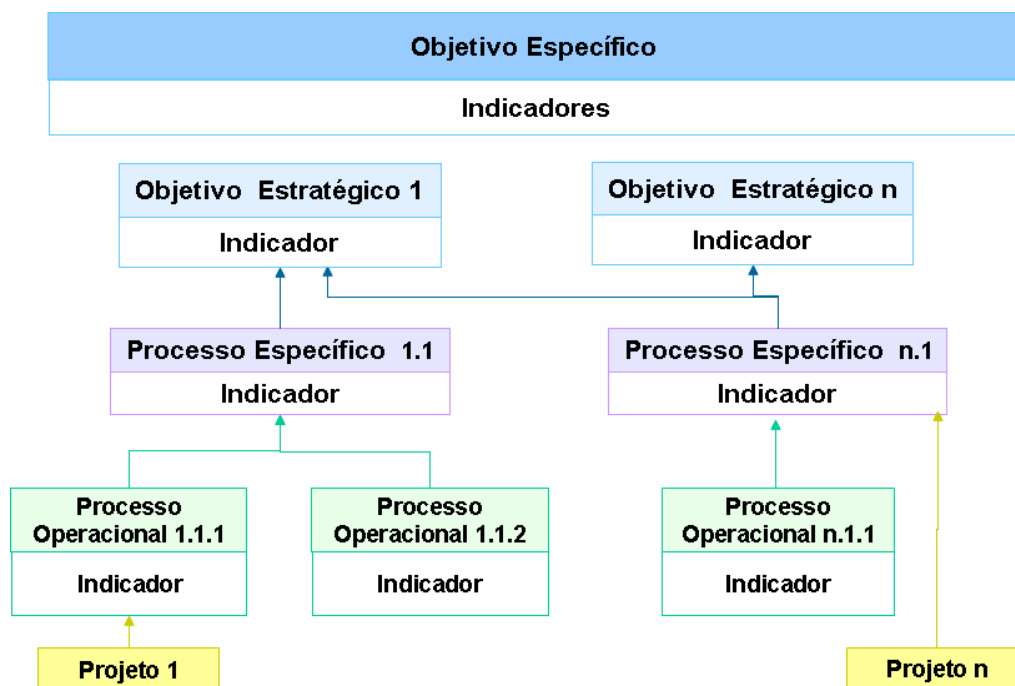 Objetivo Específico
Indicadores
Objetivo Estratégico 1
Indicador
Objetivo Estratégico n
Indicador
Processo Específico 1.1
Indicador
Processo Específico n.1
Indicador
Processo
Operacional 1.1.1
Indicador
Processo
Operacional 1.1.2
Indicador
Processo
Operacional n.1.1
Indicador
Projeto 1
Projeto n